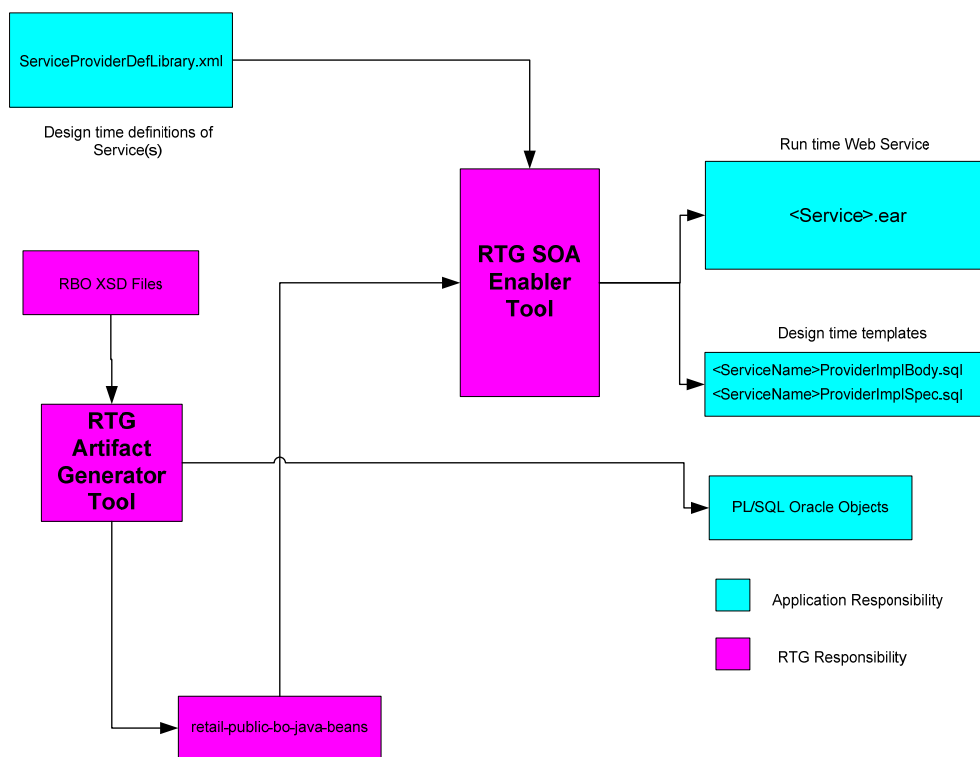 ServiceProviderDefLibrary.xml
Design time definitions of
Service(s)
Run time Web Service
<Service>.ear
RTG SOA
Enabler
Tool
RBO XSD Files
Design time templates
<ServiceName>ProviderImplBody.sql
<ServiceName>ProviderImplSpec.sql
RTG
Artifact
Generator
Tool
PL/SQL Oracle Objects
Application Responsibility
RTG Responsibility
retail-public-bo-java-beans